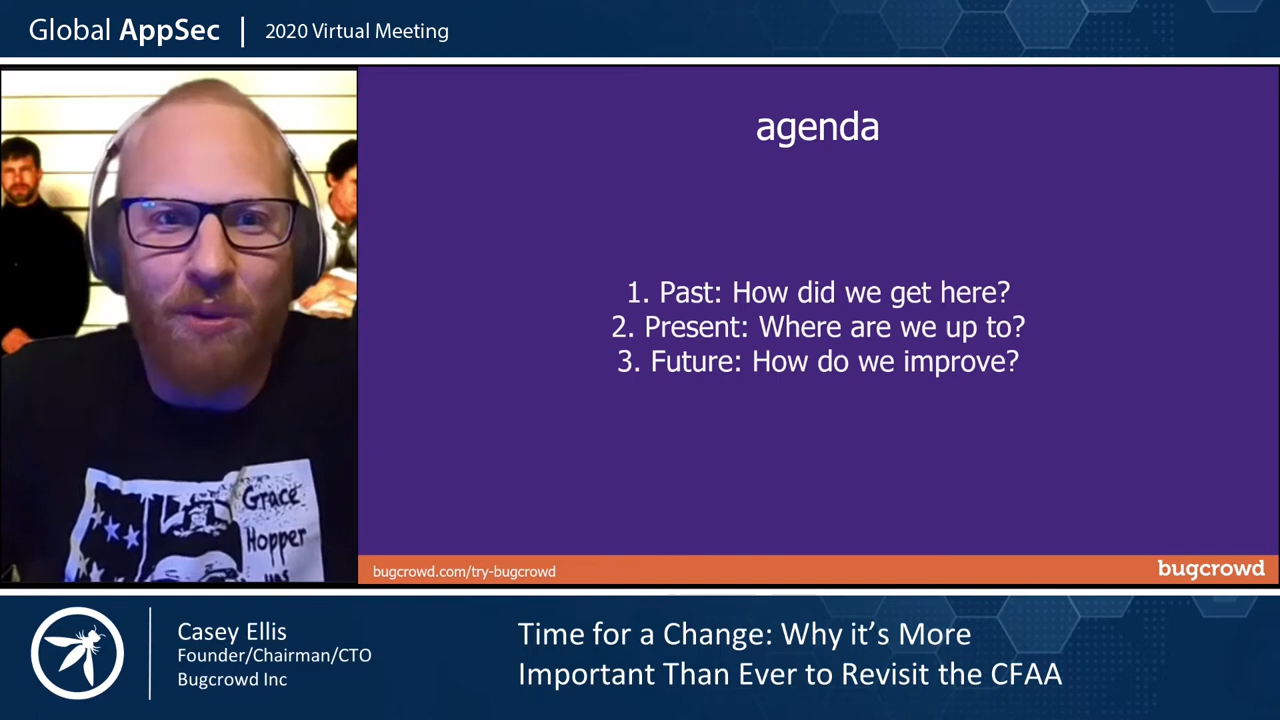 Global AppSec
2020 Virtual Meeting
agenda
1. Past: How did we get here?
2. Present: Where are we up to?
3. Future: How do we improve?
Grace
Hopper
was
bugcrowd.com/try-bugcrowd
bugcrowd
Casey Ellis
Founder/Chairman/CTO
Bugcrowd Inc
Time for a Change: Why it's More
Important Than Ever to Revisit the CFAA